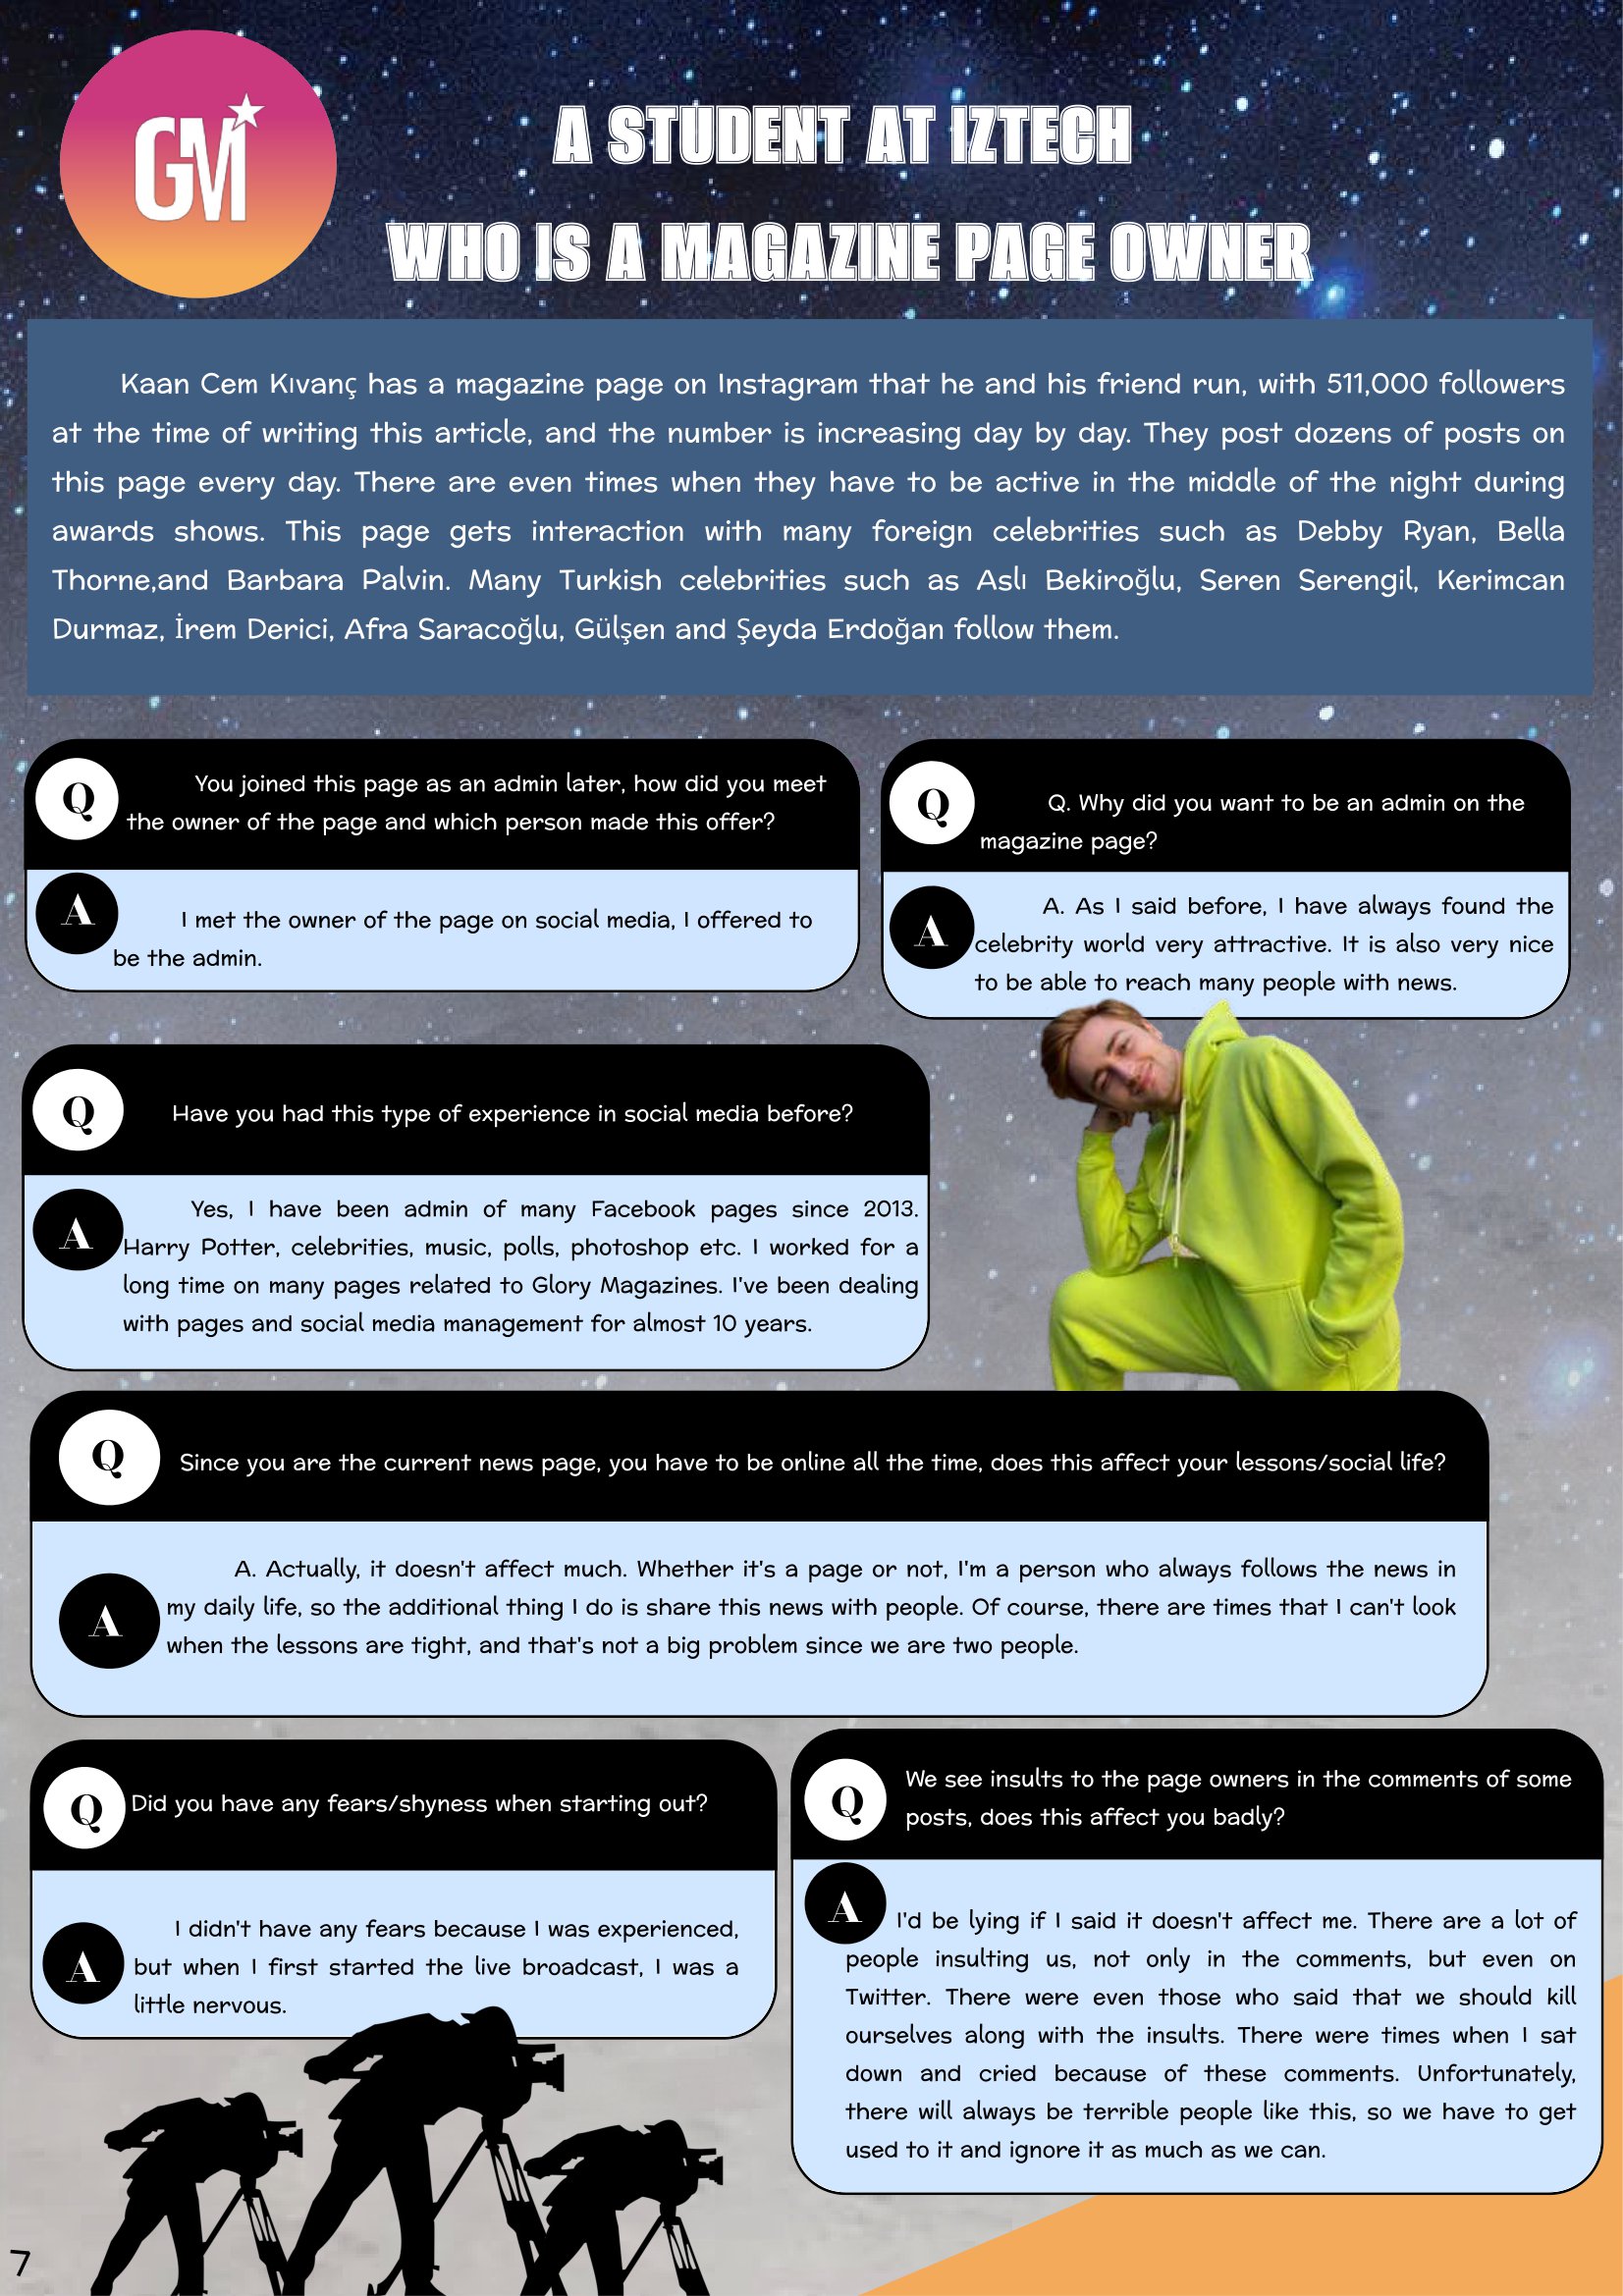 GM
A STUDENT AT IZTECH
WHO IS A MAGAZINE PAGE OWNER
Kaan Cem Kıvanç has a magazine page on Instagram that he and his friend run, with 511,000 followers
at the time of writing this article, and the number is increasing day by day. They post dozens of posts on
this page every day. There are even times when they have to be active in the middle of the night during
awards shows. This page gets interaction with many foreign celebrities such as Debby Ryan, Bella
Thorne,and Barbara Palvin. Many Turkish celebrities such as Aslı Bekiroğlu, Seren Serengil, Kerimcan
Durmaz, İrem Derici, Afra Saracoğlu, Gülşen and Şeyda Erdoğan follow them.
Q
You joined this page as an admin later, how did you meet
the owner of the page and which person made this offer?
A
I met the owner of the page on social media, I offered to
be the admin.
Q
Q. Why did you want to be an admin on the
magazine page?
A
A. As I said before, I have always found the
celebrity world very attractive. It is also very nice
to be able to reach many people with news.
Q
Have you had this type of experience in social media before?
A
Yes, I have been admin of many Facebook pages since 2013.
Harry Potter, celebrities, music, polls, photoshop etc. I worked for a
long time on many pages related to Glory Magazines. I've been dealing
with pages and social media management for almost 10 years.
Q
Since you are the current news page, you have to be online all the time, does this affect your lessons/social life?
A
A. Actually, it doesn't affect much. Whether it's a page or not, I'm a person who always follows the news in
my daily life, so the additional thing I do is share this news with people. Of course, there are times that I can't look
when the lessons are tight, and that's not a big problem since we are two people.
Q
Did you have any fears/shyness when starting out?
A
I didn't have any fears because I was experienced,
but when I first started the live broadcast, I was a
little nervous.
Q
We see insults to the page owners in the comments of some
posts, does this affect you badly?
A
I'd be lying if I said it doesn't affect me. There are a lot of
people insulting us, not only in the comments, but even on
Twitter. There were even those who said that we should kill
ourselves along with the insults. There were times when I sat
down and cried because of these comments. Unfortunately,
there will always be terrible people like this, so we have to get
used to it and ignore it as much as we can.
7